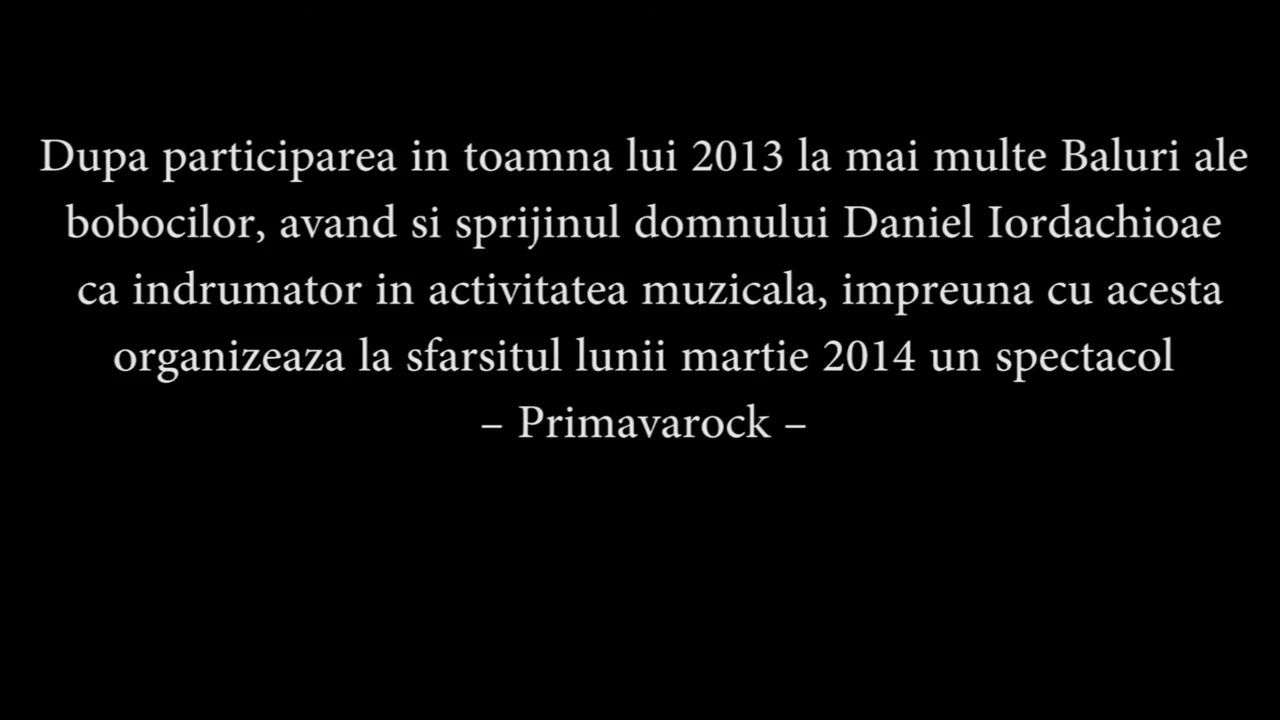 Dupa participarea in toamna lui 2013 la mai multe Baluri ale
bobocilor, avand si sprijinul domnului Daniel Iordachioae
ca indrumator in activitatea muzicala, impreuna cu acesta
organizeaza la sfarsitul lunii martie 2014 un spectacol
– Primavarock –